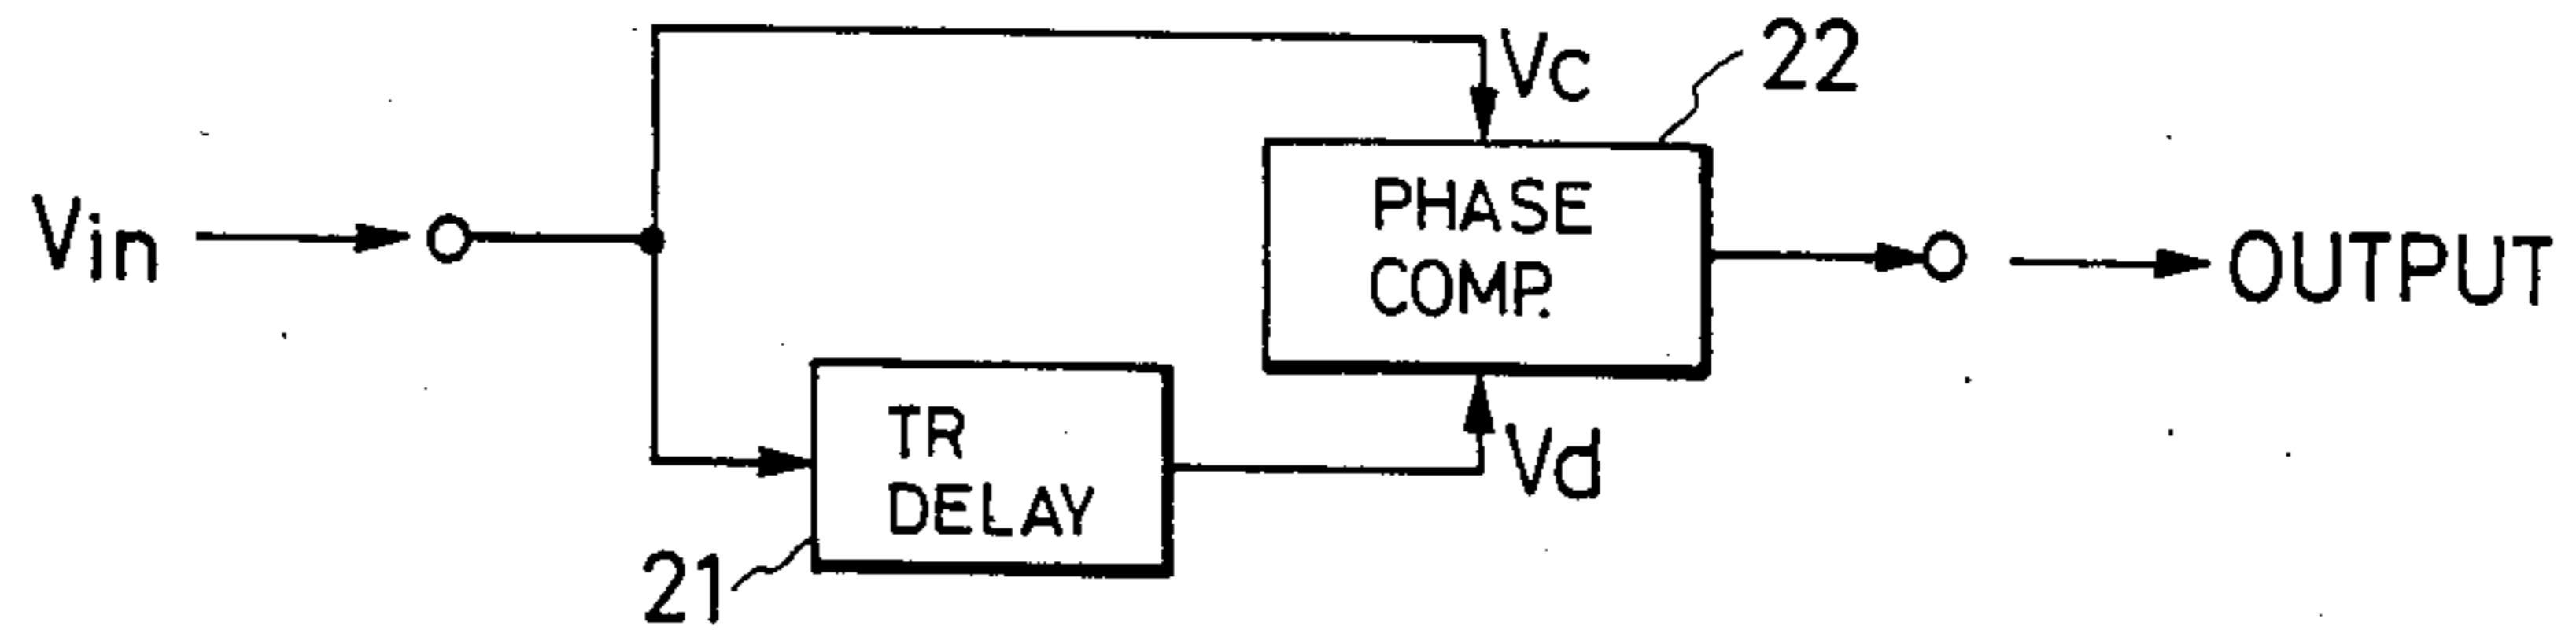 Vc
22
Vin
PHASE
COMP.
OUTPUT
TR
DELAY
Vd
21